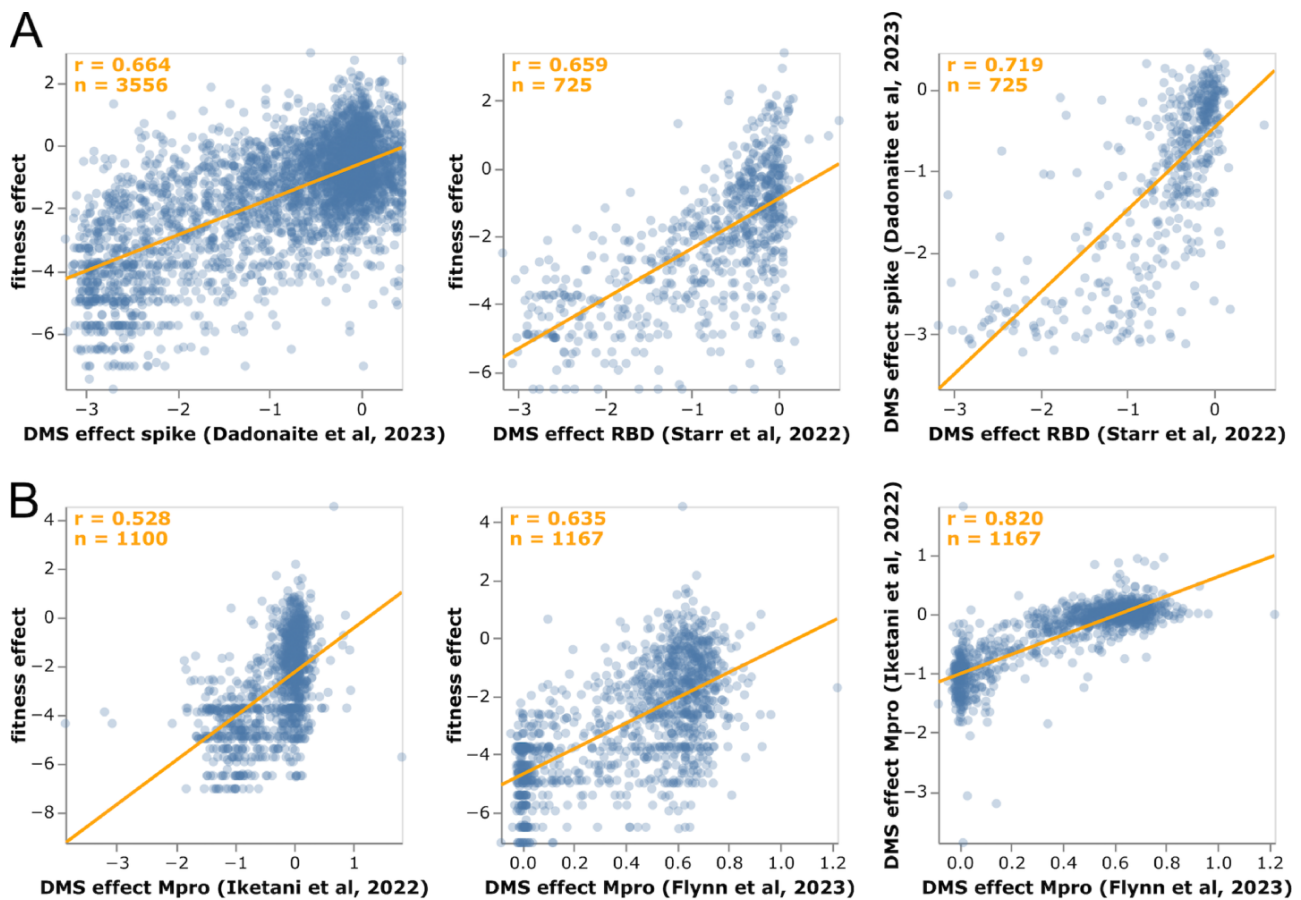 A
r = 0.664
n = 3556
fitness effect
2
0
−2
−4
−6
−3
−2
−1
0
DMS effect spike (Dadonaite et al, 2023)
r = 0.659
n = 725
fitness effect
2
0
−2
−4
−6
−3
−2
−1
0
DMS effect RBD (Starr et al, 2022)
r = 0.719
n = 725
DMS effect spike (Dadonaite et al, 2023)
0
−1
−2
−3
−3
−2
−1
0
DMS effect RBD (Starr et al, 2022)
B
r = 0.528
n = 1100
fitness effect
4
2
0
−2
−4
−6
−8
−3
−2
−1
0
1
DMS effect Mpro (Iketani et al, 2022)
r = 0.635
n = 1167
fitness effect
4
2
0
−2
−4
−6
0.0
0.2
0.4
0.6
0.8
1.0
1.2
DMS effect Mpro (Flynn et al, 2023)
r = 0.820
n = 1167
DMS effect Mpro (Iketani et al, 2022)
1
0
−1
−2
−3
0.0
0.2
0.4
0.6
0.8
1.0
1.2
DMS effect Mpro (Flynn et al, 2023)